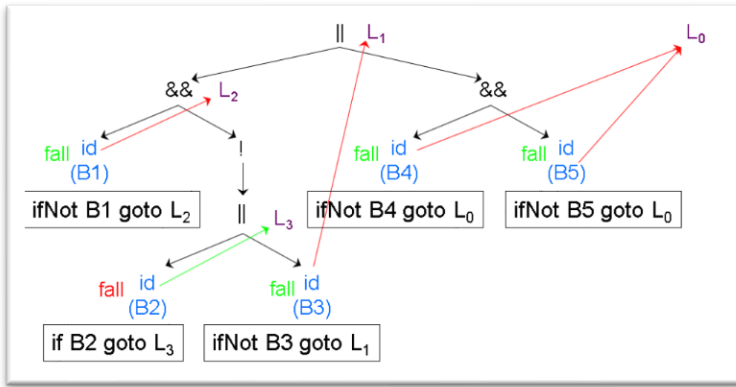 || L₁ L₀
&& L₂ &&
fall id ! fall id fall id
(B1) (B4) (B5)
ifNot B1 goto L₂ || L₃ ifNot B4 goto L₀ ifNot B5 goto L₀
fall id fall id
(B2) (B3)
if B2 goto L₃ ifNot B3 goto L₁